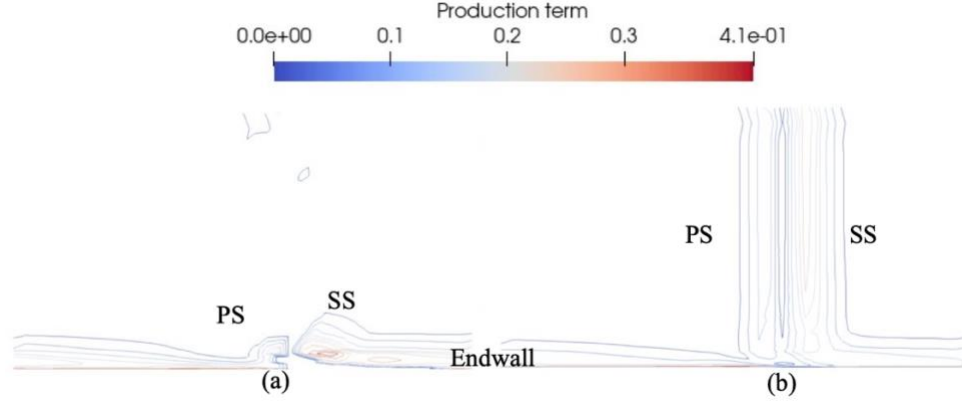 Production term
0.0e+00 0.1 0.2 0.3 4.1e-01
PS SS
PS SS
Endwall
(a) (b)